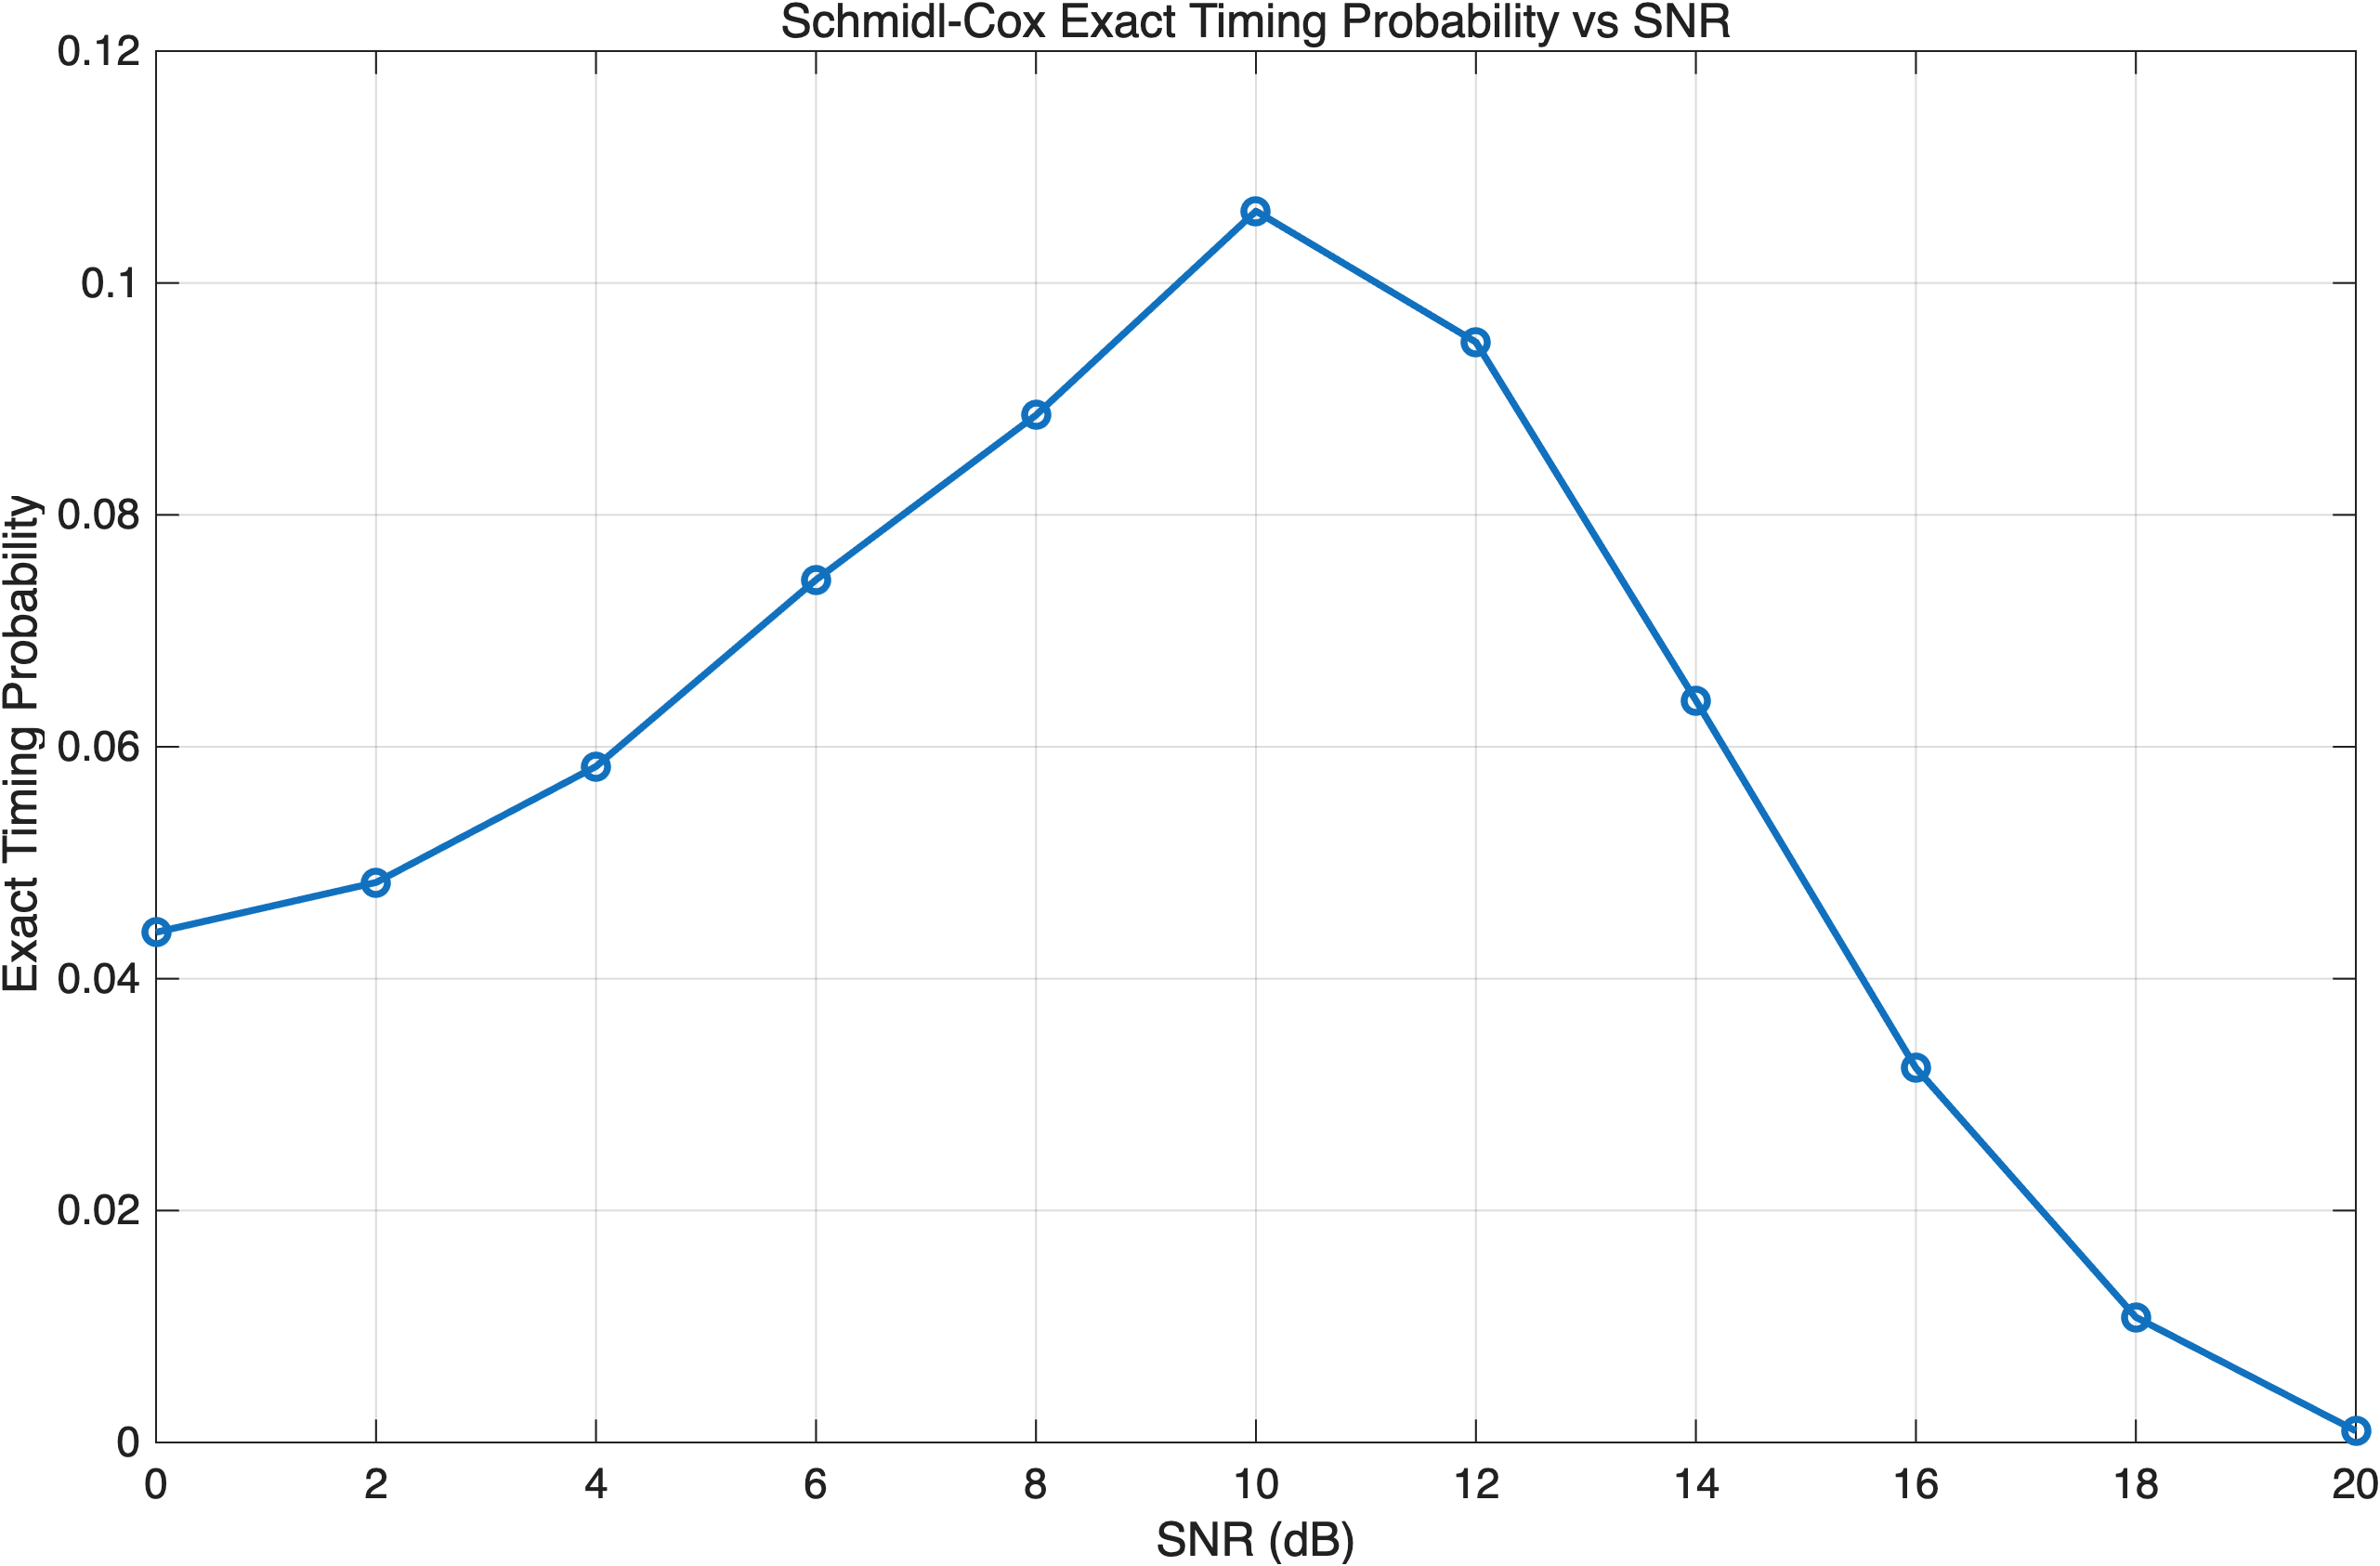 Schmidl-Cox Exact Timing Probability vs SNR
0.12
0.1
0.08
0.06
0.04
0.02
0
Exact Timing Probability
0 2 4 6 8 10 12 14 16 18 20
SNR (dB)